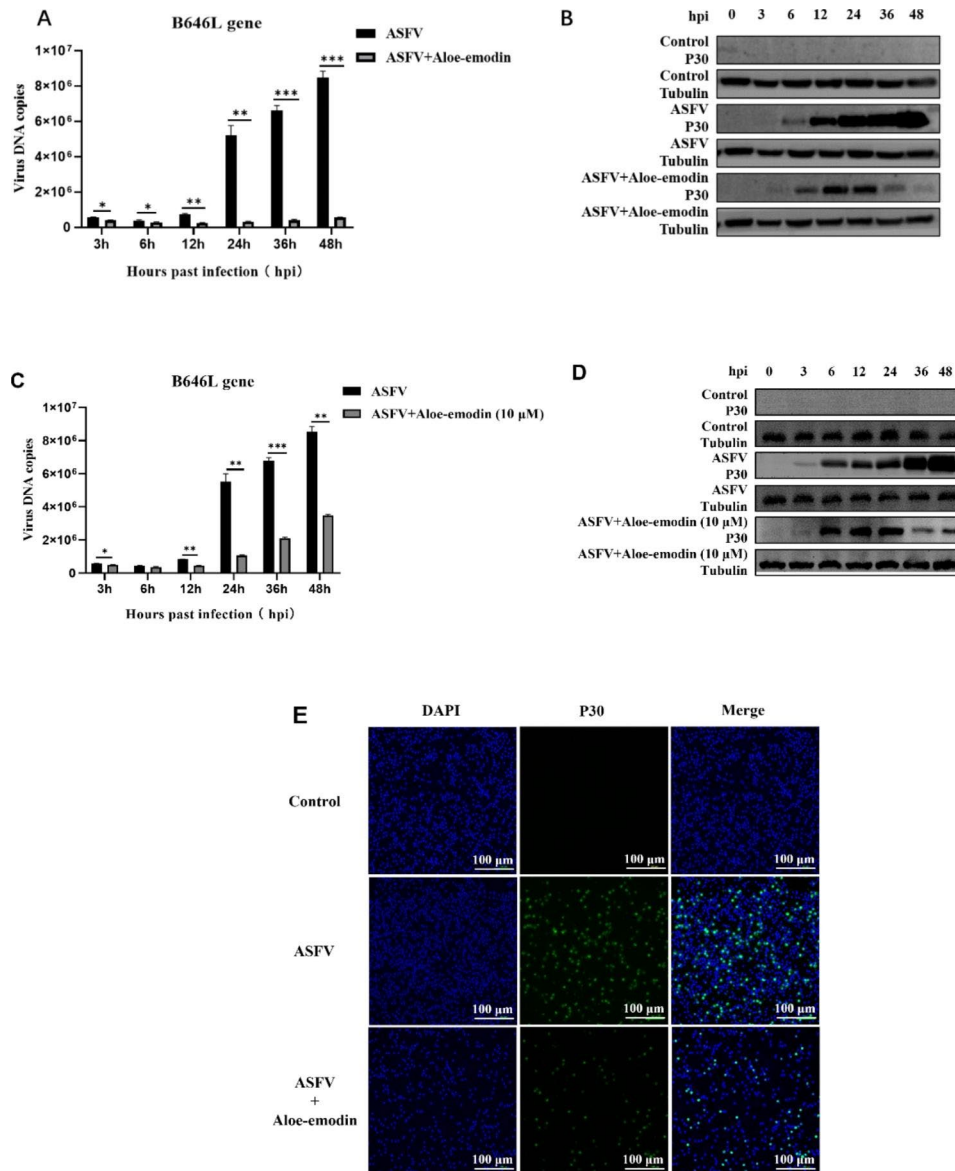 A
B646L gene
ASFV
ASFV+Aloe-emodin
Virus DNA copies
1×10⁷
8×10⁶
6×10⁶
4×10⁶
2×10⁶
0
* * ** ** *** ***
3h 6h 12h 24h 36h 48h
Hours past infection ( hpi)
B
hpi 0 3 6 12 24 36 48
Control
P30
Control
Tubulin
ASFV
P30
ASFV
Tubulin
ASFV+Aloe-emodin
P30
ASFV+Aloe-emodin
Tubulin
C
B646L gene
ASFV
ASFV+Aloe-emodin (10 μM)
Virus DNA copies
1×10⁷
8×10⁶
6×10⁶
4×10⁶
2×10⁶
0
* ** ** *** **
3h 6h 12h 24h 36h 48h
Hours past infection ( hpi)
D
hpi 0 3 6 12 24 36 48
Control
P30
Control
Tubulin
ASFV
P30
ASFV
Tubulin
ASFV+Aloe-emodin (10 μM)
P30
ASFV+Aloe-emodin (10 μM)
Tubulin
E
DAPI P30 Merge
Control
100 μm 100 μm 100 μm
ASFV
100 μm 100 μm 100 μm
ASFV
+
Aloe-emodin
100 μm 100 μm 100 μm